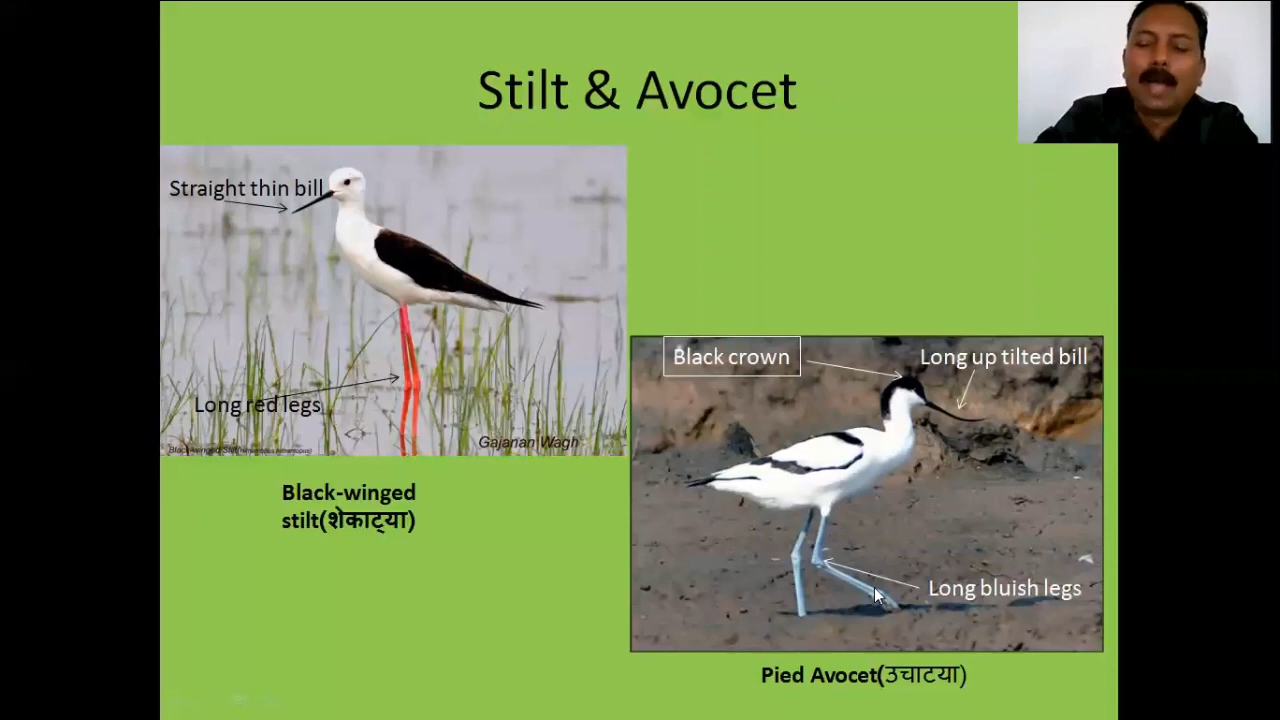 Stilt & Avocet
Straight thin bill
Long red legs
Gajanan Wagh
Black-winged
stilt(शेकाट्या)
Black crown
Long up tilted bill
Long bluish legs
Pied Avocet(उचाटया)